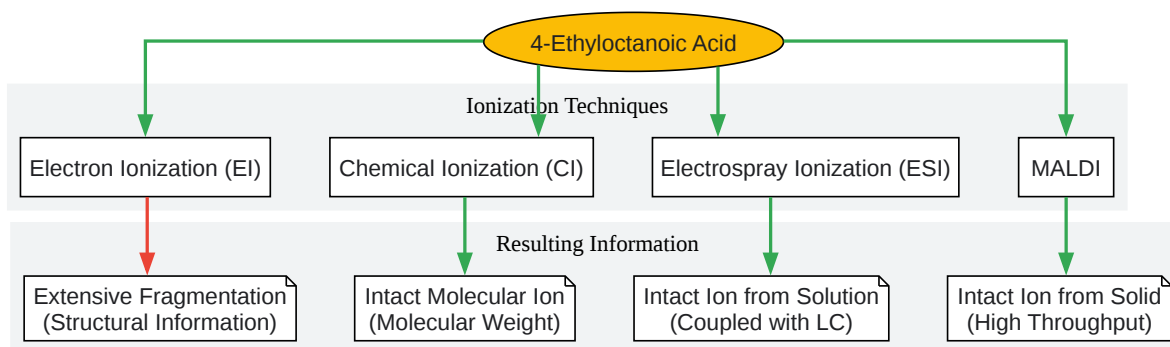 4-Ethyloctanoic Acid
Ionization Techniques
Electron Ionization (EI)
Chemical Ionization (CI)
Electrospray Ionization (ESI)
MALDI
Resulting Information
Extensive Fragmentation
(Structural Information)
Intact Molecular Ion
(Molecular Weight)
Intact Ion from Solution
(Coupled with LC)
Intact Ion from Solid
(High Throughput)